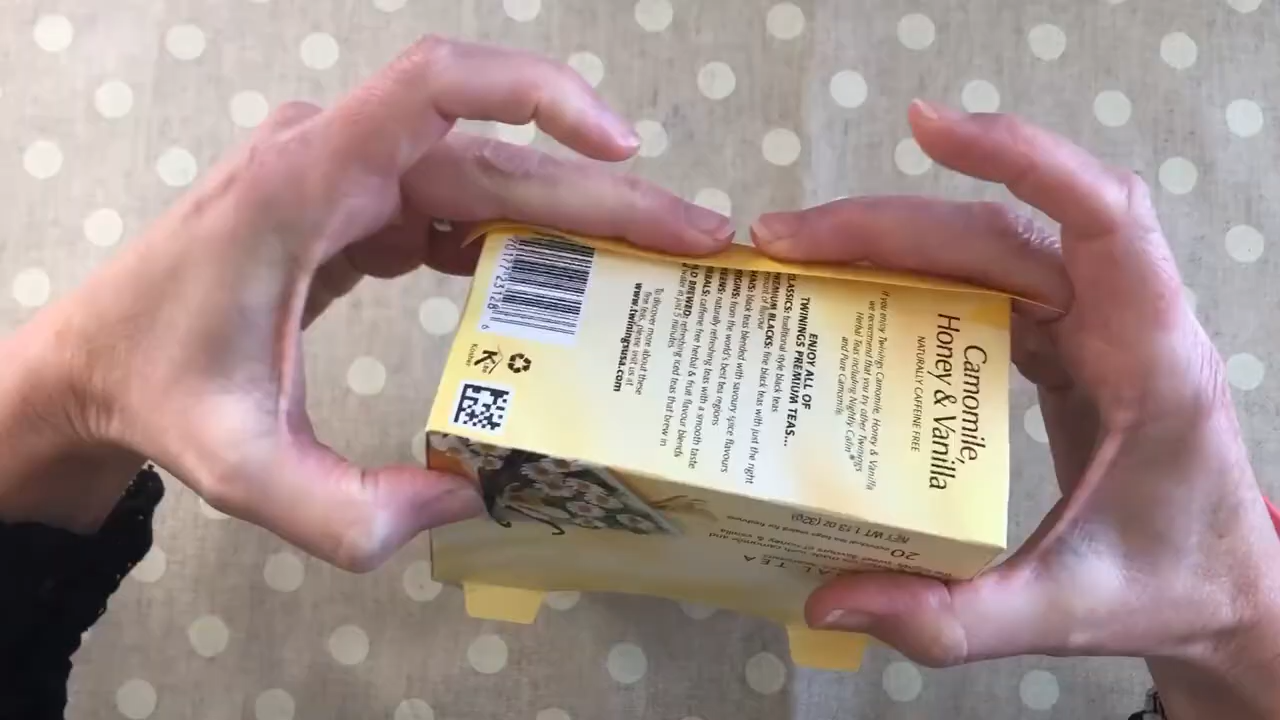 Camomile,
Honey & Vanilla
NATURALLY CAFFEINE FREE
If you enjoy Twinings Camomile, Honey & Vanilla
we recommend that you try other Twinings
Herbal Teas including Nightly Calm®
and Pure Camomile.
ENJOY ALL OF
TWININGS PREMIUM TEAS...
CLASSICS: traditional style black teas
PREMIUM BLACKS: fine black teas with just the right
amount of flavour
black teas blended with savoury spice flavours
from the world's best tea regions
naturally refreshing teas with a smooth taste
caffeine free herbal & fruit flavour blends
BREWED: refreshing iced teas that brew in
water in just 5 minutes
To discover more about these
fine teas, please visit us at
www.twiningsusa.com
6
Kosher
NET WT 1.13 OZ (32g)
20
TEA